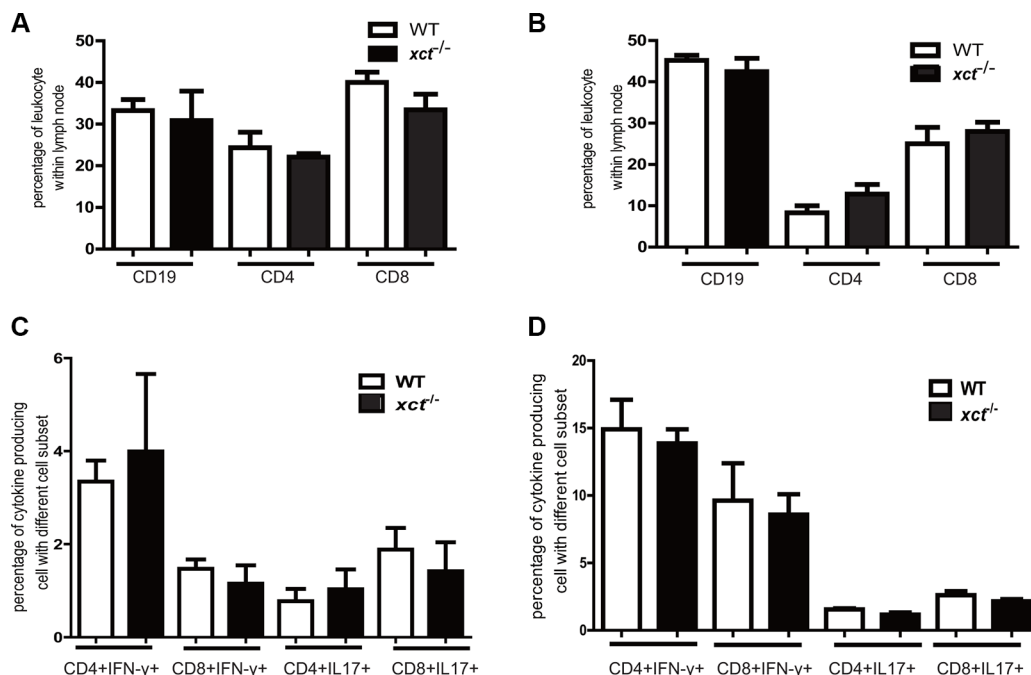 A
WT
xct-/-
percentage of leukocyte
within lymph node
50
40
30
20
10
0
CD19
CD4
CD8
B
WT
xct-/-
percentage of leukocyte
within lymph node
50
40
30
20
10
0
CD19
CD4
CD8
C
WT
xct-/-
percentage of cytokine producing
cell with different cell subset
6
4
2
0
CD4+IFN-γ+
CD8+IFN-γ+
CD4+IL17+
CD8+IL17+
D
WT
xct-/-
percentage of cytokine producing
cell with different cell subset
20
15
10
5
0
CD4+IFN-γ+
CD8+IFN-γ+
CD4+IL17+
CD8+IL17+